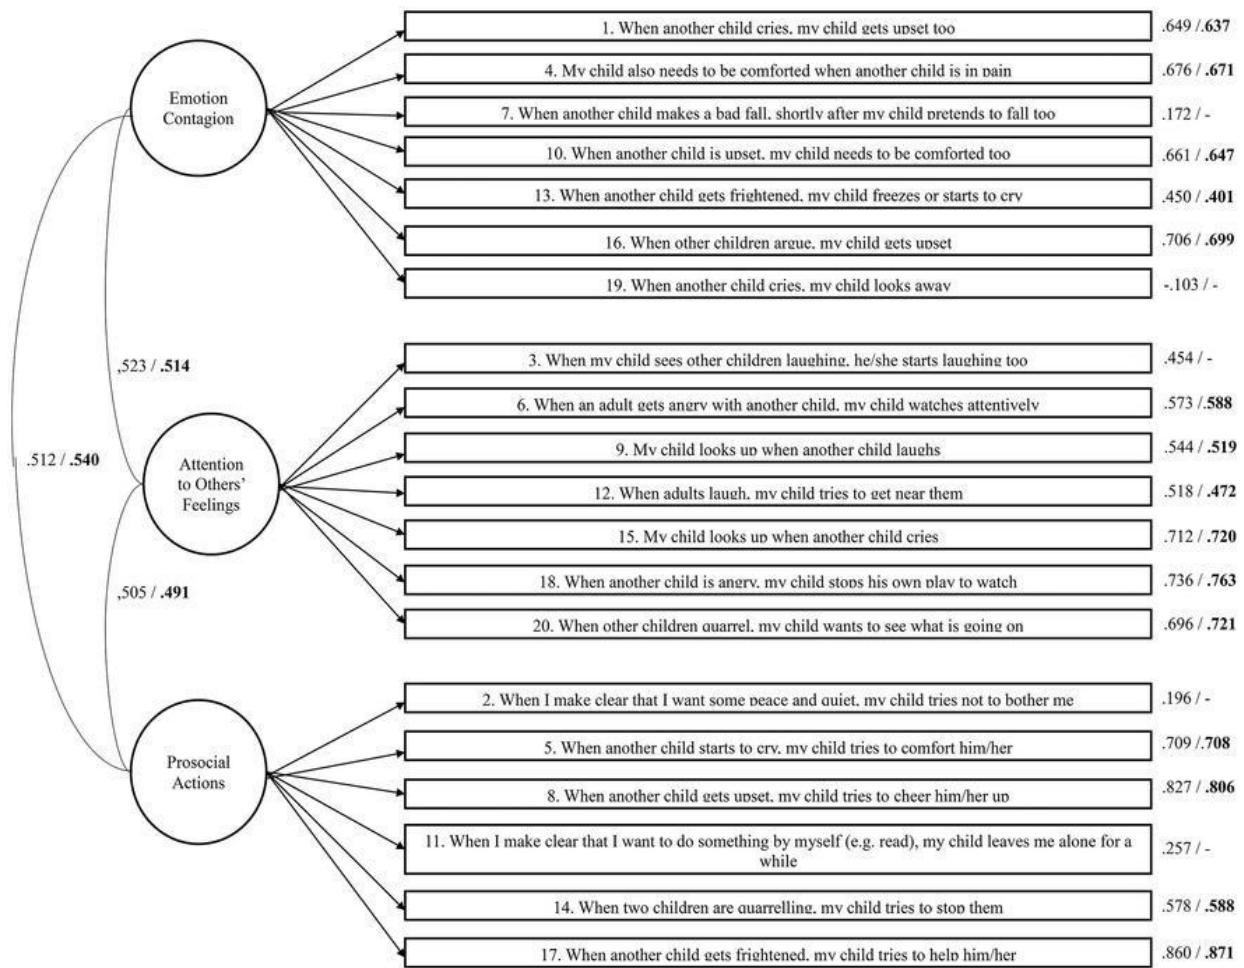 1. When another child cries, my child gets upset too
.649 /.637
4. My child also needs to be comforted when another child is in pain
.676 / .671
Emotion
Contagion
7. When another child makes a bad fall, shortly after my child pretends to fall too
.172 / -
10. When another child is upset, my child needs to be comforted too
.661 / .647
13. When another child gets frightened, my child freezes or starts to cry
.450 / .401
16. When other children argue, my child gets upset
.706 / .699
19. When another child cries, my child looks away
-.103 / -
,523 / .514
3. When my child sees other children laughing, he/she starts laughing too
.454 / -
6. When an adult gets angry with another child, my child watches attentively
.573 / .588
9. My child looks up when another child laughs
.544 / .519
.512 / .540
Attention
to Others’
Feelings
12. When adults laugh, my child tries to get near them
.518 / .472
15. My child looks up when another child cries
.712 / .720
18. When another child is angry, my child stops his own play to watch
.736 / .763
,505 / .491
20. When other children quarrel, my child wants to see what is going on
.696 / .721
2. When I make clear that I want some peace and quiet, my child tries not to bother me
.196 / -
5. When another child starts to cry, my child tries to comfort him/her
.709 /.708
Prosocial
Actions
8. When another child gets upset, my child tries to cheer him/her up
.827 / .806
11. When I make clear that I want to do something by myself (e.g. read), my child leaves me alone for a
while
.257 / -
14. When two children are quarrelling, my child tries to stop them
.578 / .588
17. When another child gets frightened, my child tries to help him/her
.860 / .871